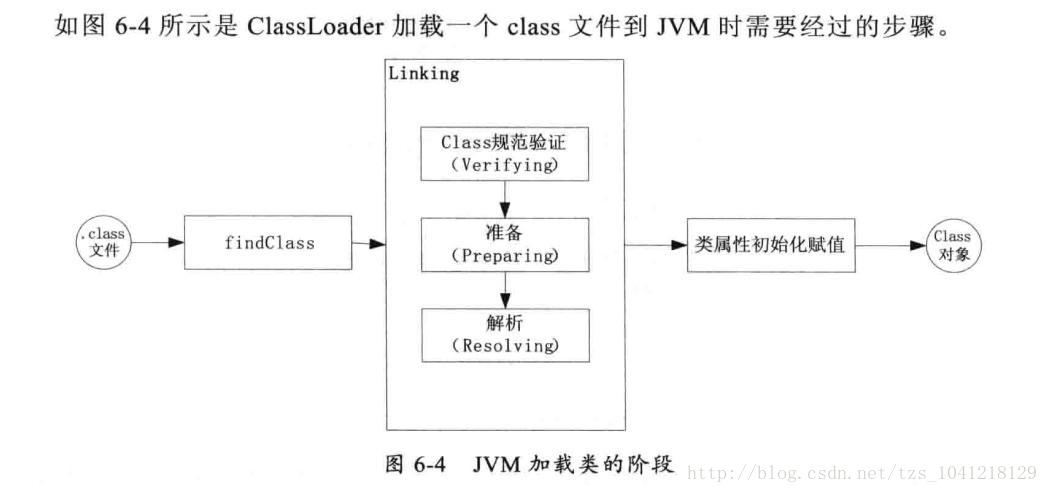 如图 6-4 所示是 ClassLoader 加载一个 class 文件到 JVM 时需要经过的步骤。
Linking
Class规范验证
(Verifying)
.class
文件
findClass
准备
(Preparing)
解析
(Resolving)
类属性初始化赋值
Class
对象
图 6-4 JVM 加载类的阶段
http://blog.csdn.net/tzs_1041218129